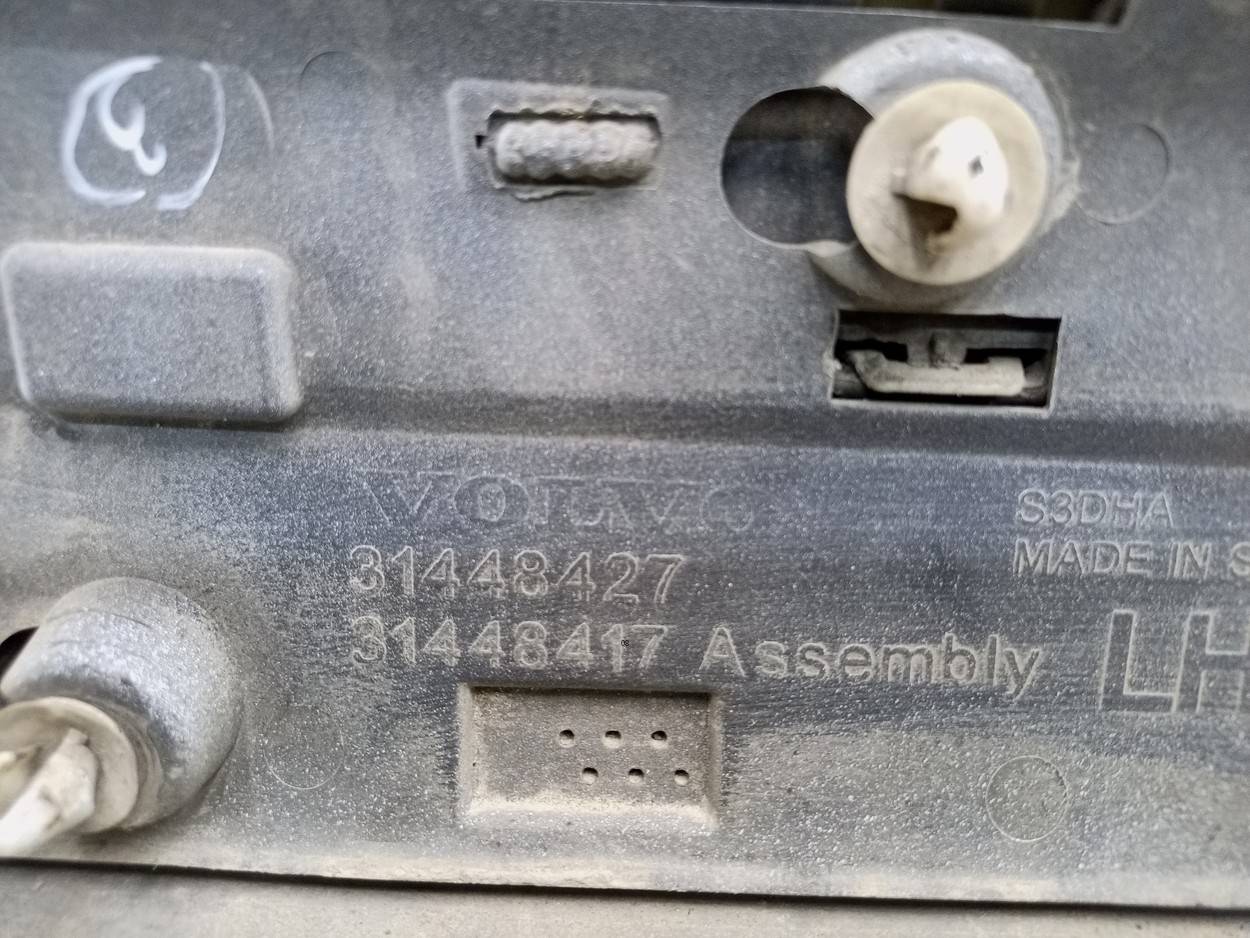 VOLVO
S3DHA
31448427
MADE IN S
31448417 Assembly
LH